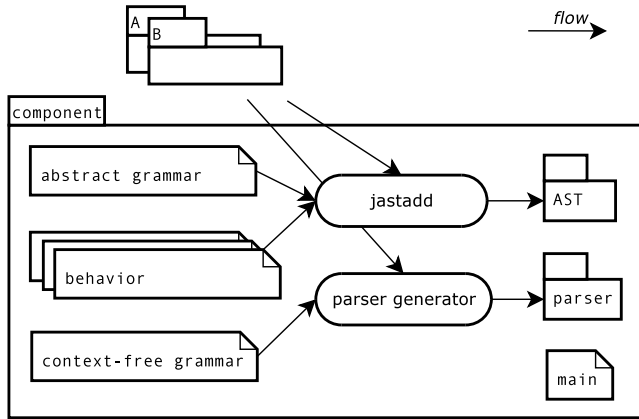 A
B
flow
component
abstract grammar
jastadd
AST
behavior
parser generator
parser
context-free grammar
main